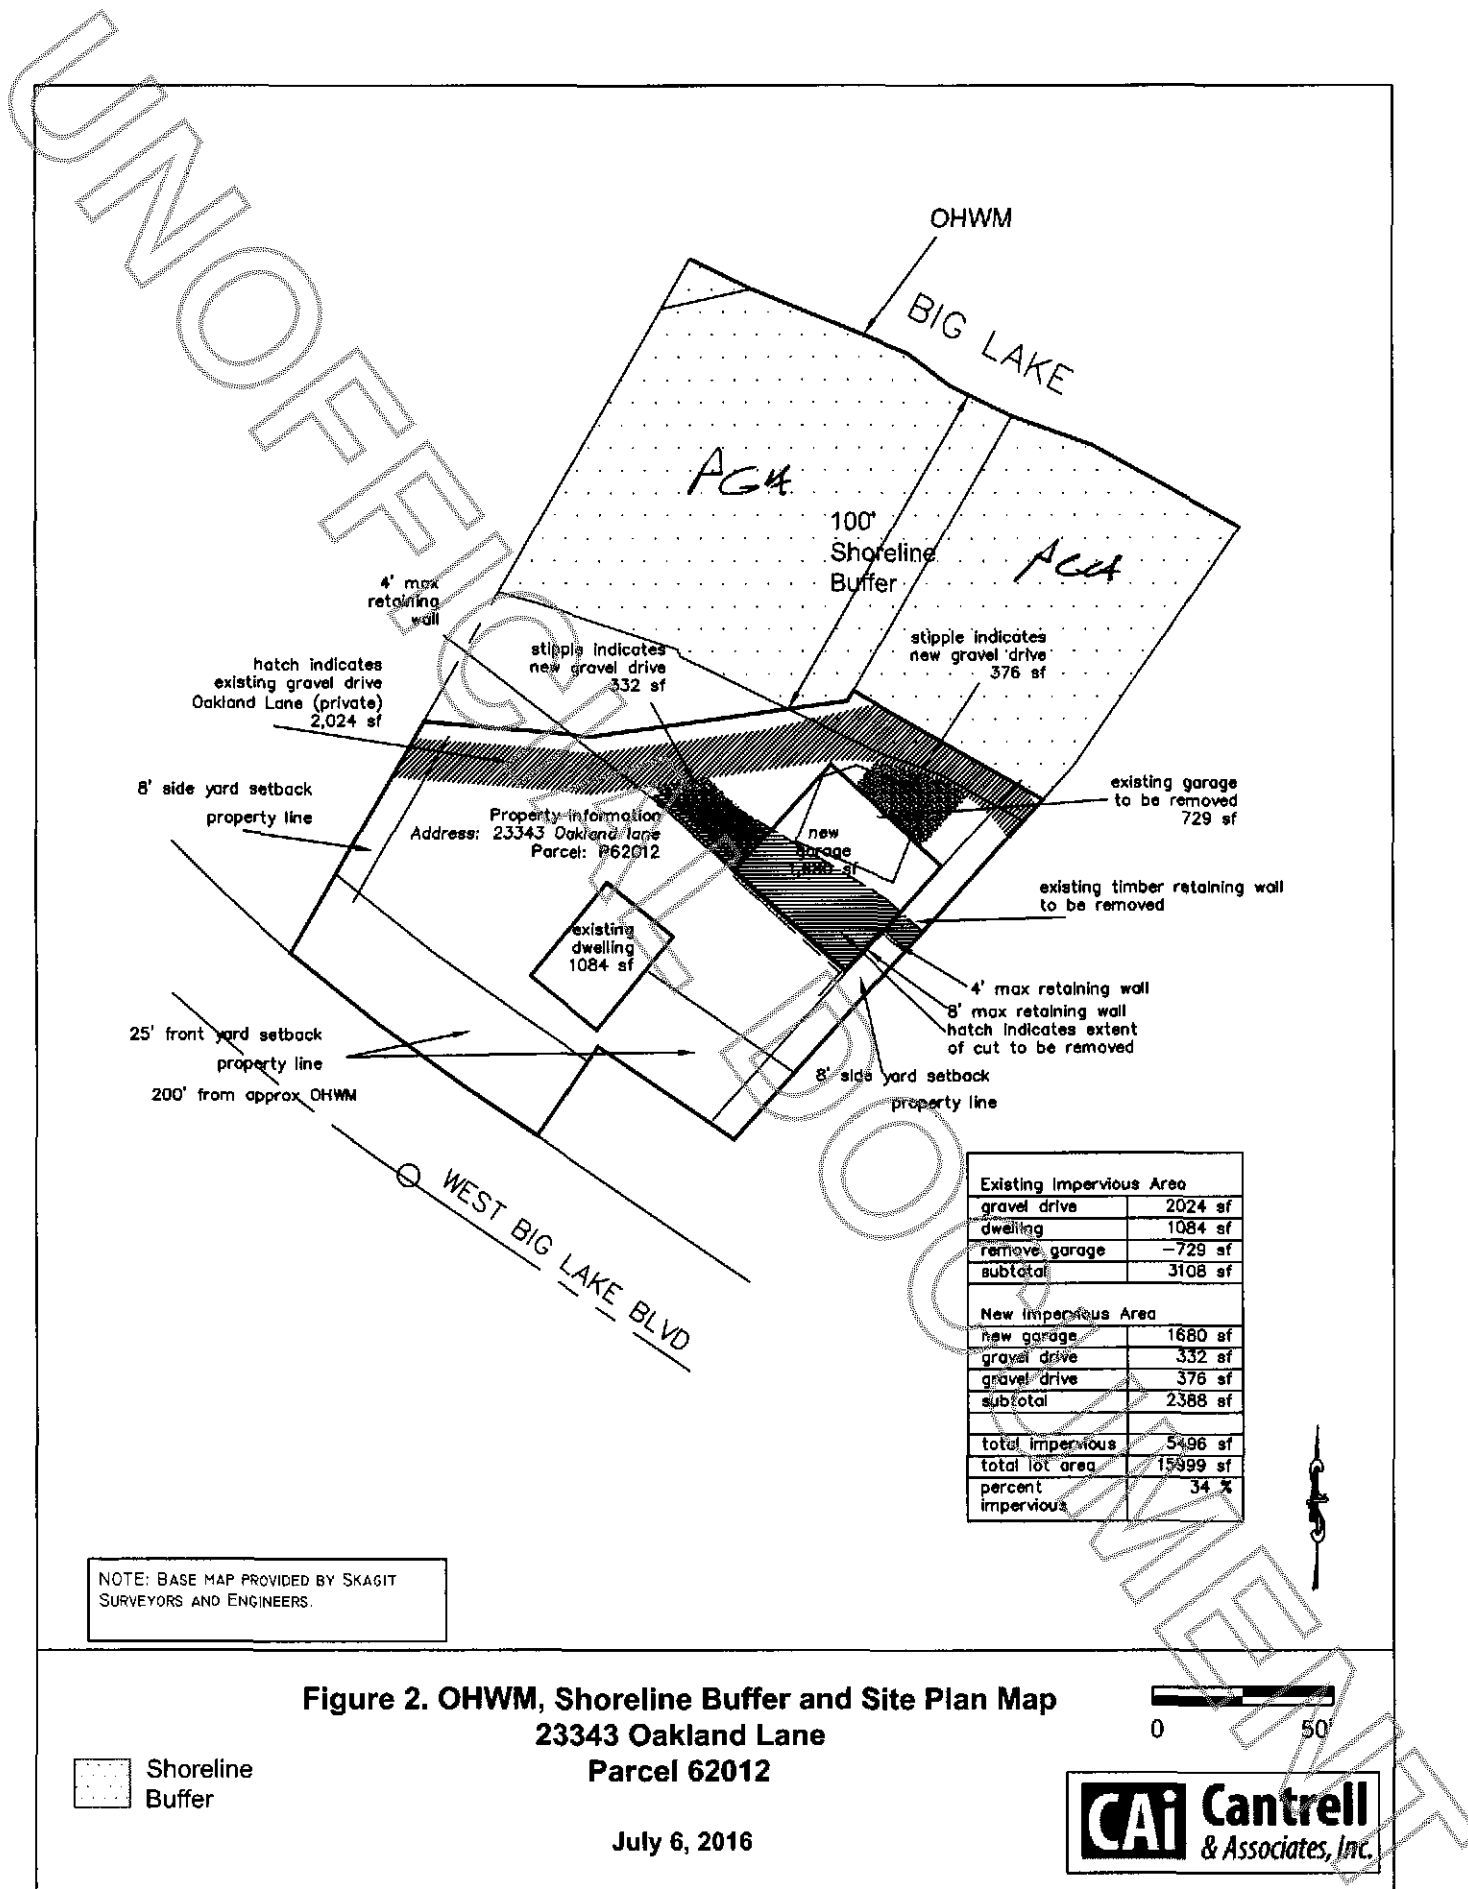 UNOFFICIAL DOCUMENT
OHWM
BIG LAKE
PCA
PCA
100'
Shoreline
Buffer
4' max
retaining
wall
stipple indicates
new gravel drive
332 sf
stipple indicates
new gravel drive
376 sf
hatch indicates
existing gravel drive
Oakland Lane (private)
2,024 sf
8' side yard setback
property line
Property information
Address: 23343 Oakland lane
Parcel: P62012
new
garage
sf
existing garage
to be removed
729 sf
existing timber retaining wall
to be removed
existing
dwelling
1084 sf
4' max retaining wall
8' max retaining wall
hatch indicates extent
of cut to be removed
25' front yard setback
property line
200' from approx OHWM
8' side yard setback
property line
WEST BIG LAKE BLVD
Existing Impervious Area
gravel drive 2024 sf
dwelling 1084 sf
remove garage -729 sf
subtotal 3108 sf
New Impervious Area
new garage 1680 sf
gravel drive 332 sf
gravel drive 376 sf
subtotal 2388 sf
total impervious 5496 sf
total lot area 15999 sf
percent 34 %
impervious
NOTE: BASE MAP PROVIDED BY SKAGIT
SURVEYORS AND ENGINEERS.
Figure 2. OHWM, Shoreline Buffer and Site Plan Map
23343 Oakland Lane
Parcel 62012
July 6, 2016
Shoreline
Buffer
0 50'
CAi Cantrell
& Associates, Inc.